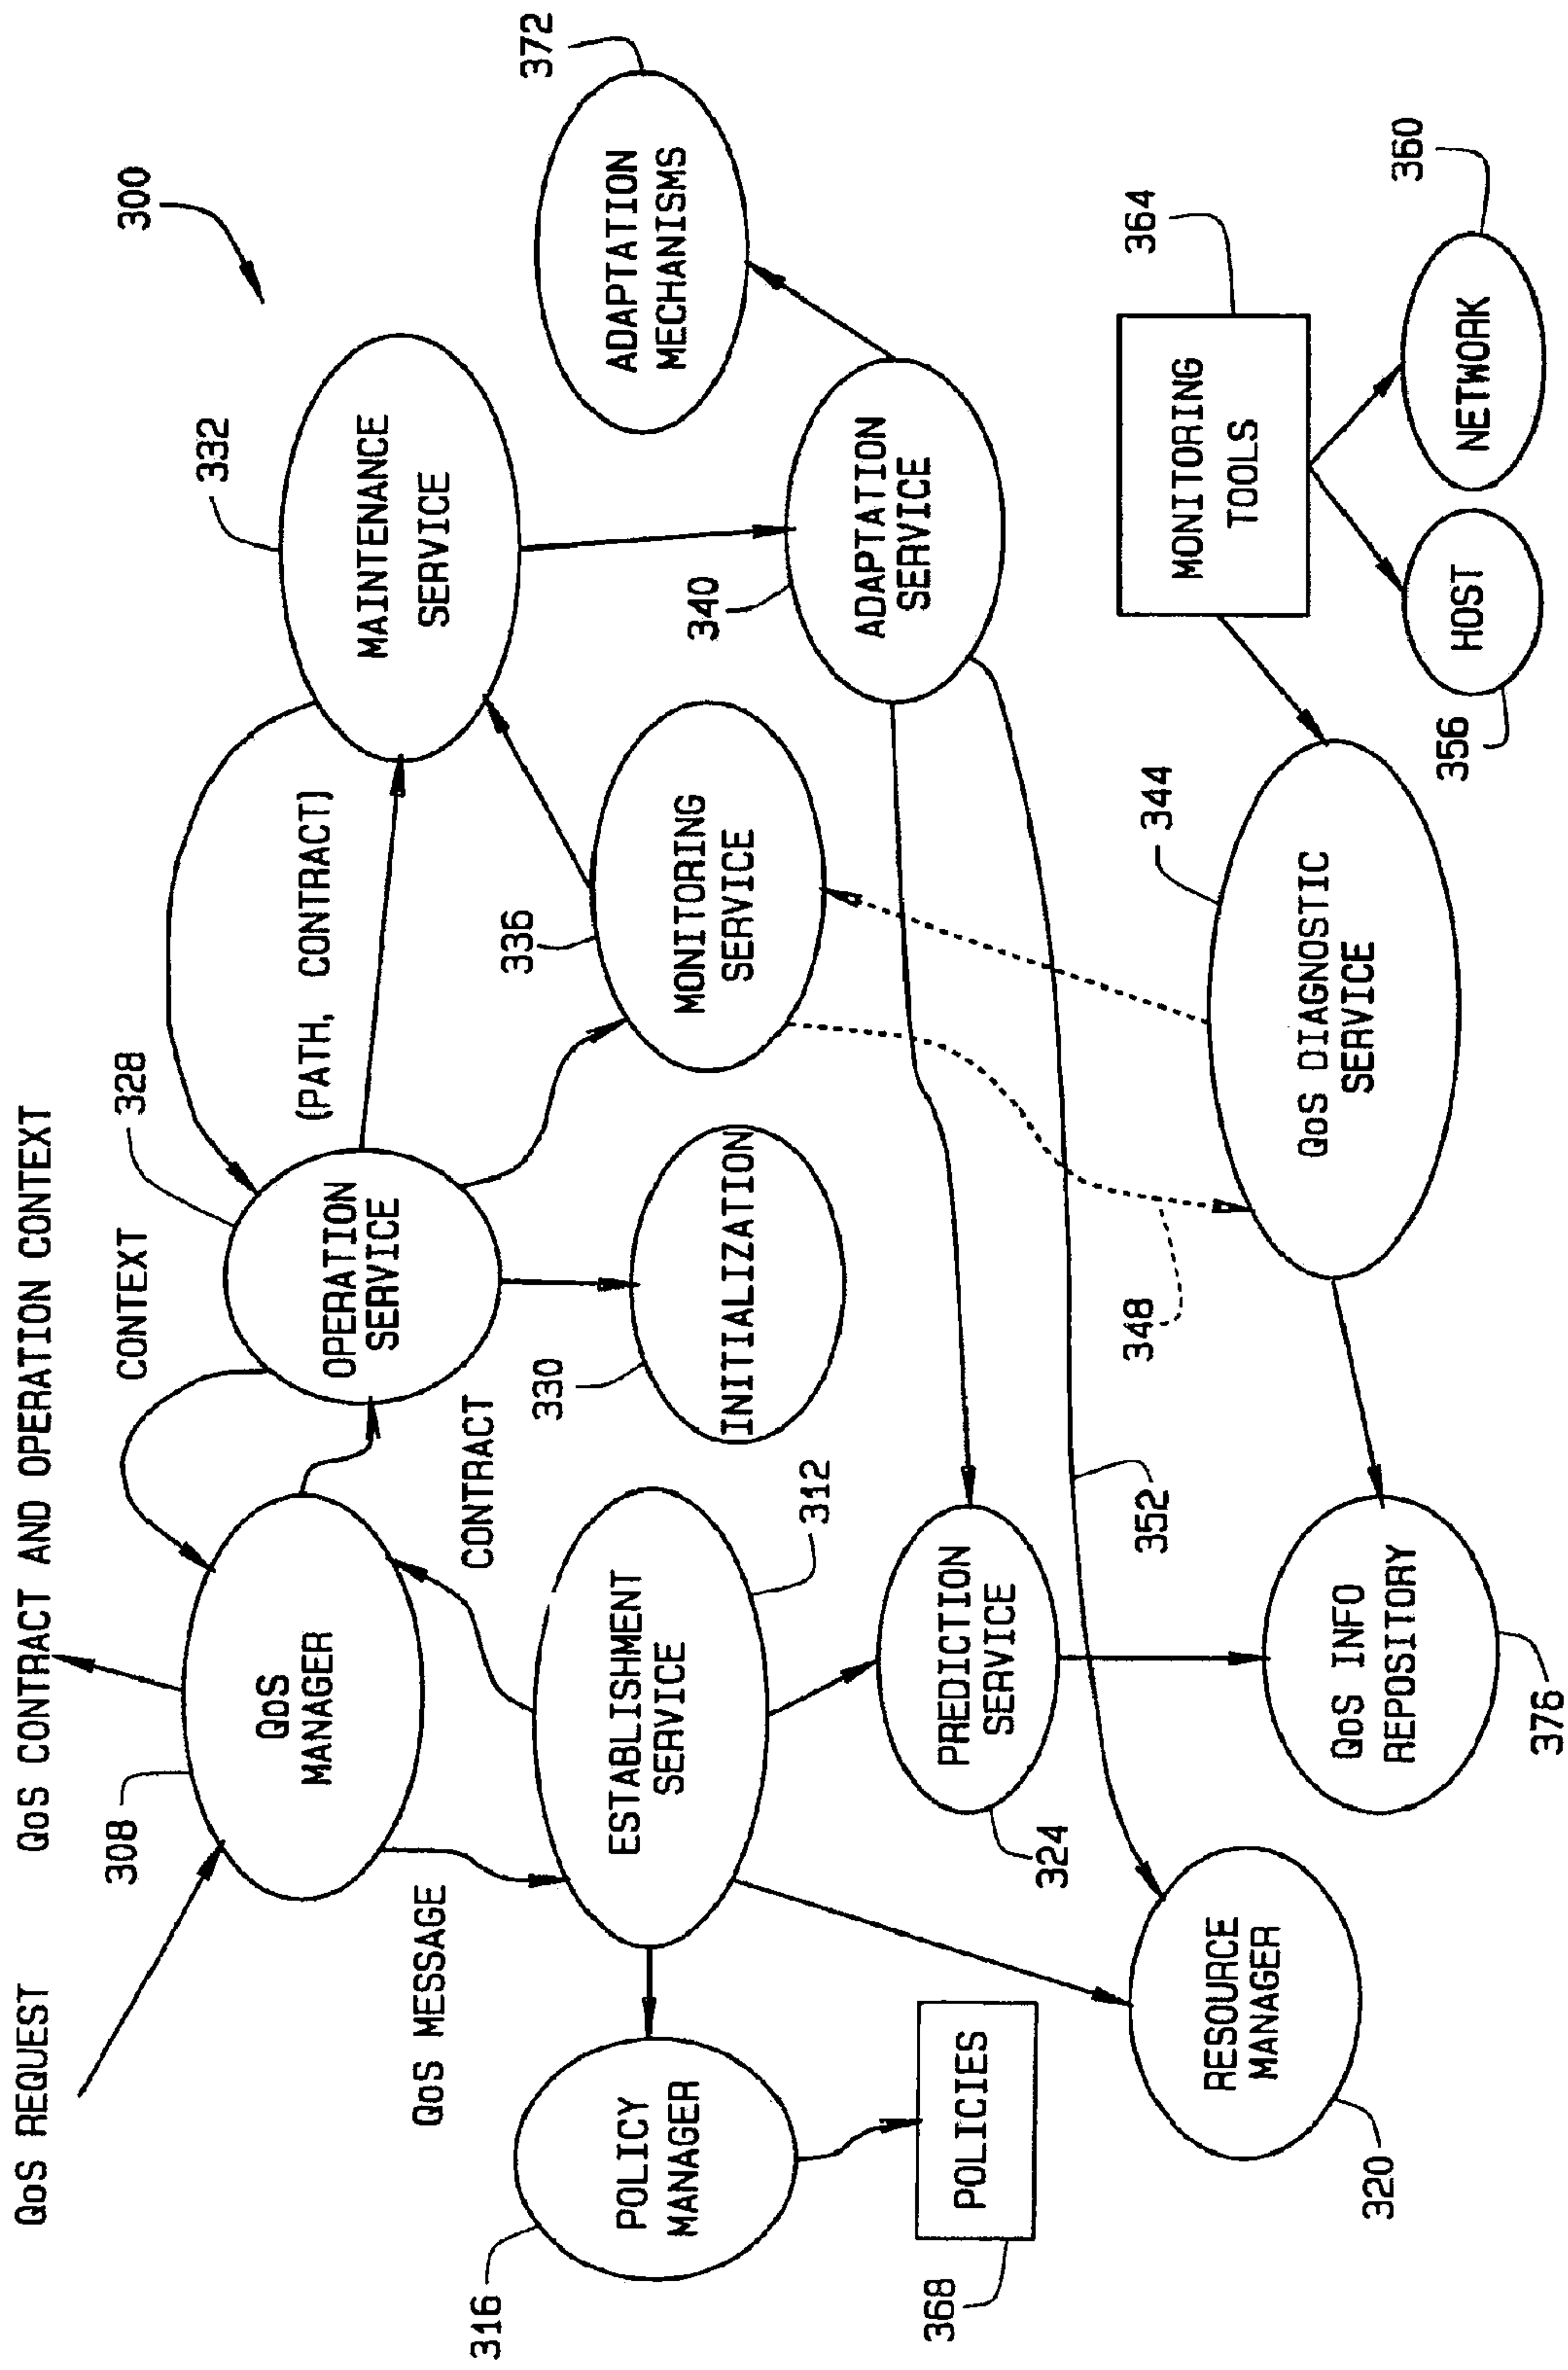 QoS REQUEST
QoS CONTRACT AND OPERATION CONTEXT
300
308
QoS
MANAGER
CONTEXT
328
OPERATION
SERVICE
(PATH, CONTRACT)
332
MAINTENANCE
SERVICE
QoS MESSAGE
CONTRACT
316
POLICY
MANAGER
ESTABLISHMENT
SERVICE
312
330
INITIALIZATION
336
MONITORING
SERVICE
340
ADAPTATION
SERVICE
372
ADAPTATION
MECHANISMS
368
POLICIES
324
PREDICTION
SERVICE
352
348
344
QoS DIAGNOSTIC
SERVICE
364
MONITORING
TOOLS
320
RESOURCE
MANAGER
QoS INFO
REPOSITORY
376
356
HOST
NETWORK
360